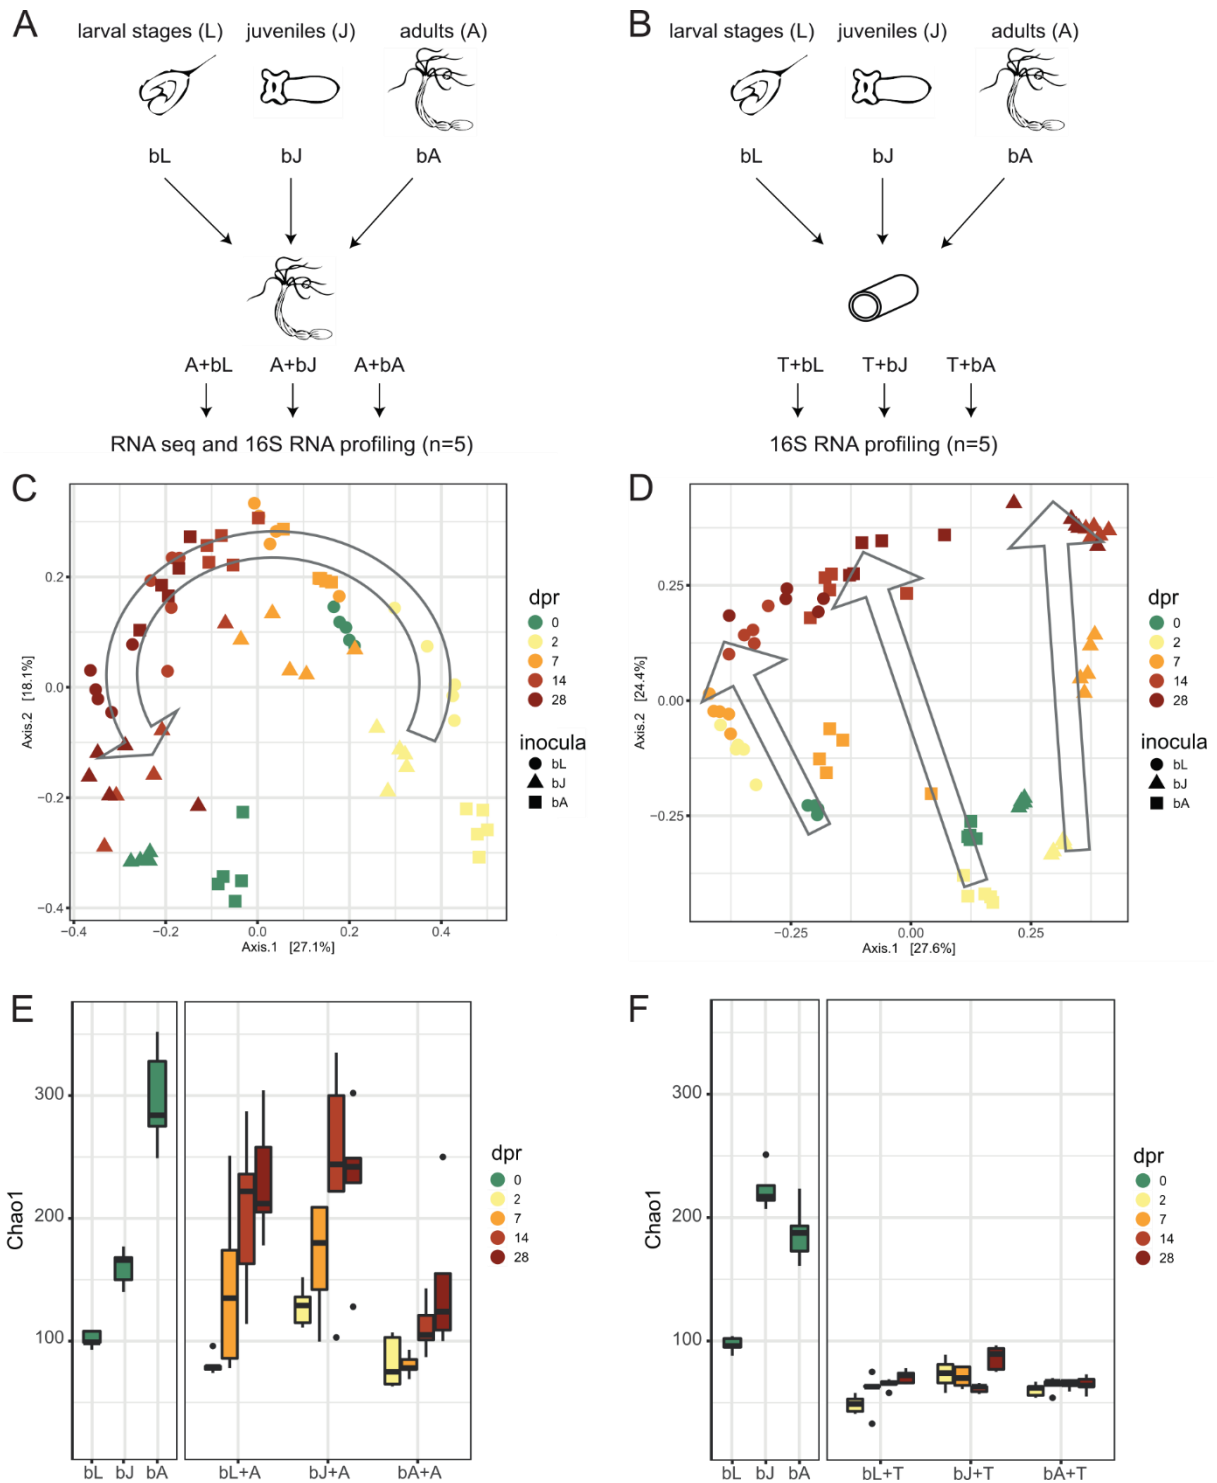 A
larval stages (L) juveniles (J) adults (A)
bL bJ bA
A+bL A+bJ A+bA
RNA seq and 16S RNA profiling (n=5)
B
larval stages (L) juveniles (J) adults (A)
bL bJ bA
T+bL T+bJ T+bA
16S RNA profiling (n=5)
C
Axis.2 [18.1%]
0.2
0.0
−0.2
−0.4
−0.4 −0.2 0.0 0.2 0.4
Axis.1 [27.1%]
dpr
0
2
7
14
28
inocula
bL
bJ
bA
D
Axis.2 [24.4%]
0.25
0.00
−0.25
−0.25 0.00 0.25
Axis.1 [27.6%]
dpr
0
2
7
14
28
inocula
bL
bJ
bA
E
Chao1
300
200
100
bL bJ bA bL+A bJ+A bA+A
dpr
0
2
7
14
28
F
Chao1
300
200
100
bL bJ bA bL+T bJ+T bA+T
dpr
0
2
7
14
28